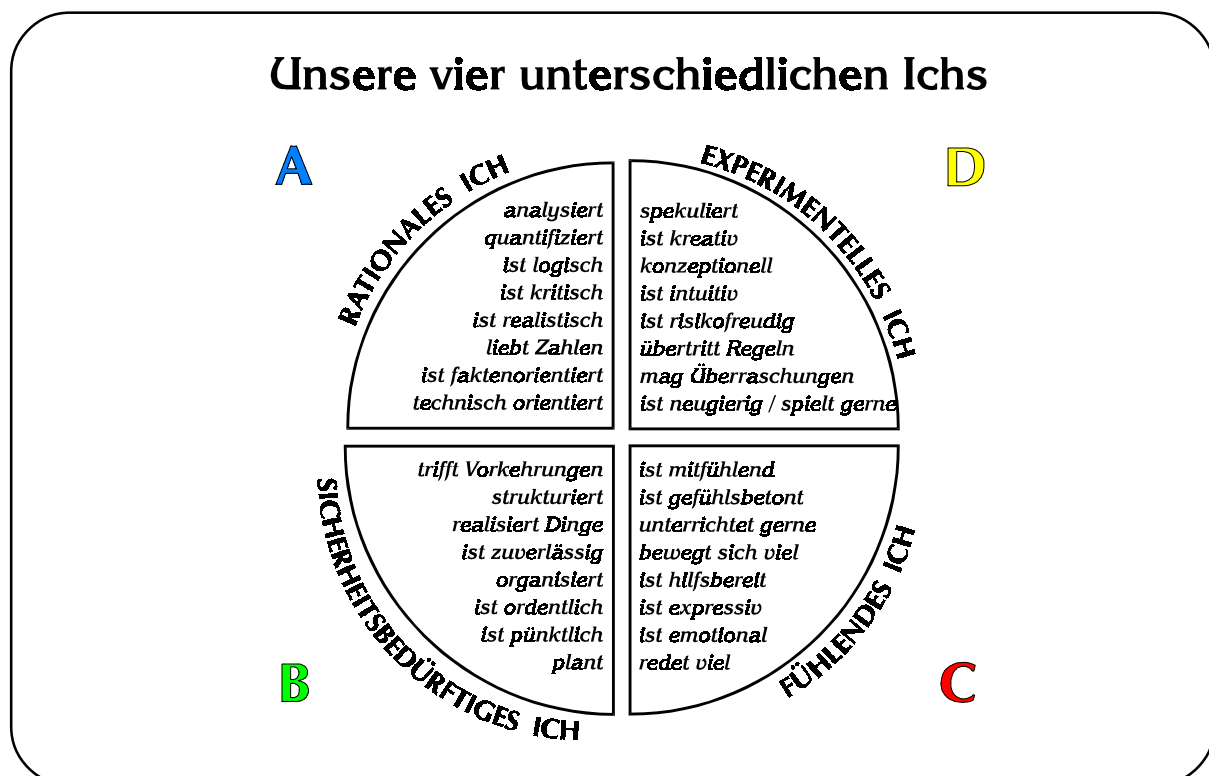 Unsere vier unterschiedlichen Ichs
A
RATIONALES ICH
analysiert
quantifiziert
ist logisch
ist kritisch
ist realistisch
liebt Zahlen
ist faktenorientiert
technisch orientiert
D
EXPERIMENTELLES ICH
spekuliert
ist kreativ
konzeptionell
ist intuitiv
ist risikofreudig
übertritt Regeln
mag Überraschungen
ist neugierig / spielt gerne
B
SICHERHEITSBEDÜRFTIGES ICH
trifft Vorkehrungen
strukturiert
realisiert Dinge
ist zuverlässig
organisiert
ist ordentlich
ist pünktlich
plant
C
FÜHLENDES ICH
ist mitfühlend
ist gefühlsbetont
unterrichtet gerne
bewegt sich viel
ist hilfsbereit
ist expressiv
ist emotional
redet viel